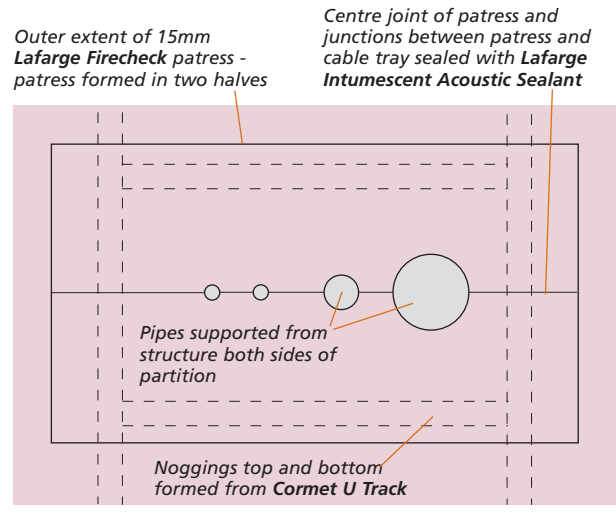 Outer extent of 15mm
Lafarge Firecheck patress -
patress formed in two halves
Centre joint of patress and
junctions between patress and
cable tray sealed with Lafarge
Intumescent Acoustic Sealant
Pipes supported from
structure both sides of
partition
Noggings top and bottom
formed from Cormet U Track